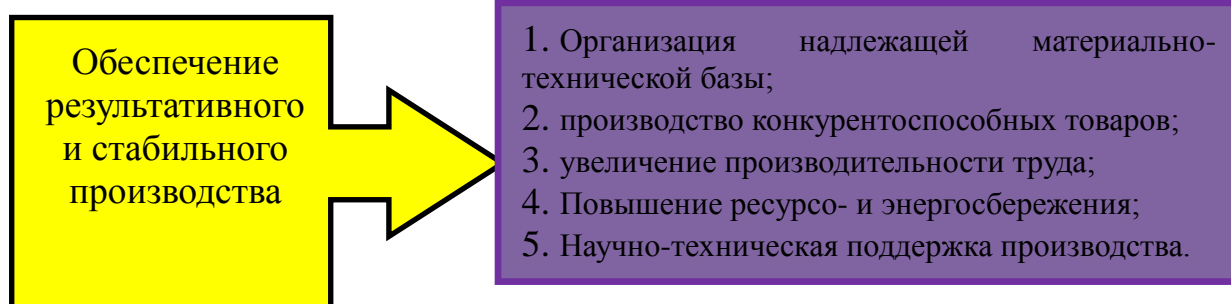 Обеспечение
результативного
и стабильного
производства
1. Организация надлежащей материально-
технической базы;
2. производство конкурентоспособных товаров;
3. увеличение производительности труда;
4. Повышение ресурсо- и энергосбережения;
5. Научно-техническая поддержка производства.